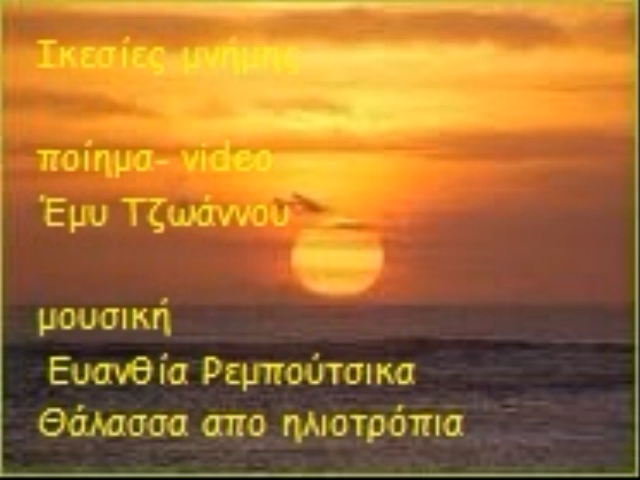 Ικεσίες μνήμης
ποίημα- video
Έμυ Τζωάννου
μουσική
Ευανθία Ρεμπούτσικα
Θάλασσα απο ηλιοτρόπια